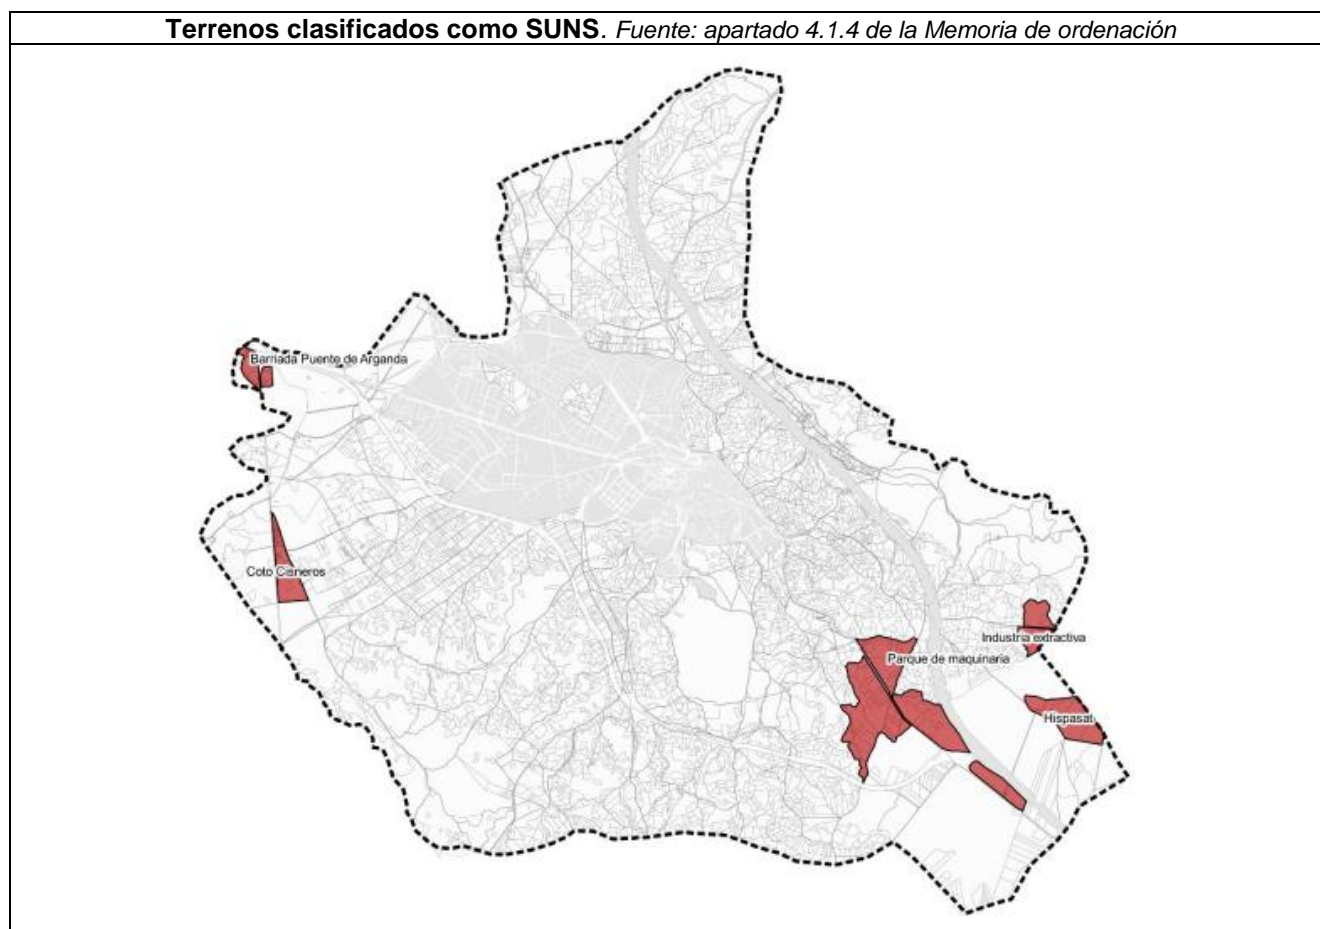 Terrenos clasificados como SUNS. Fuente: apartado 4.1.4 de la Memoria de ordenación
Barriada Puente de Arganda
Coto Cisneros
Industria extractiva
Parque de maquinaria
Hispasat